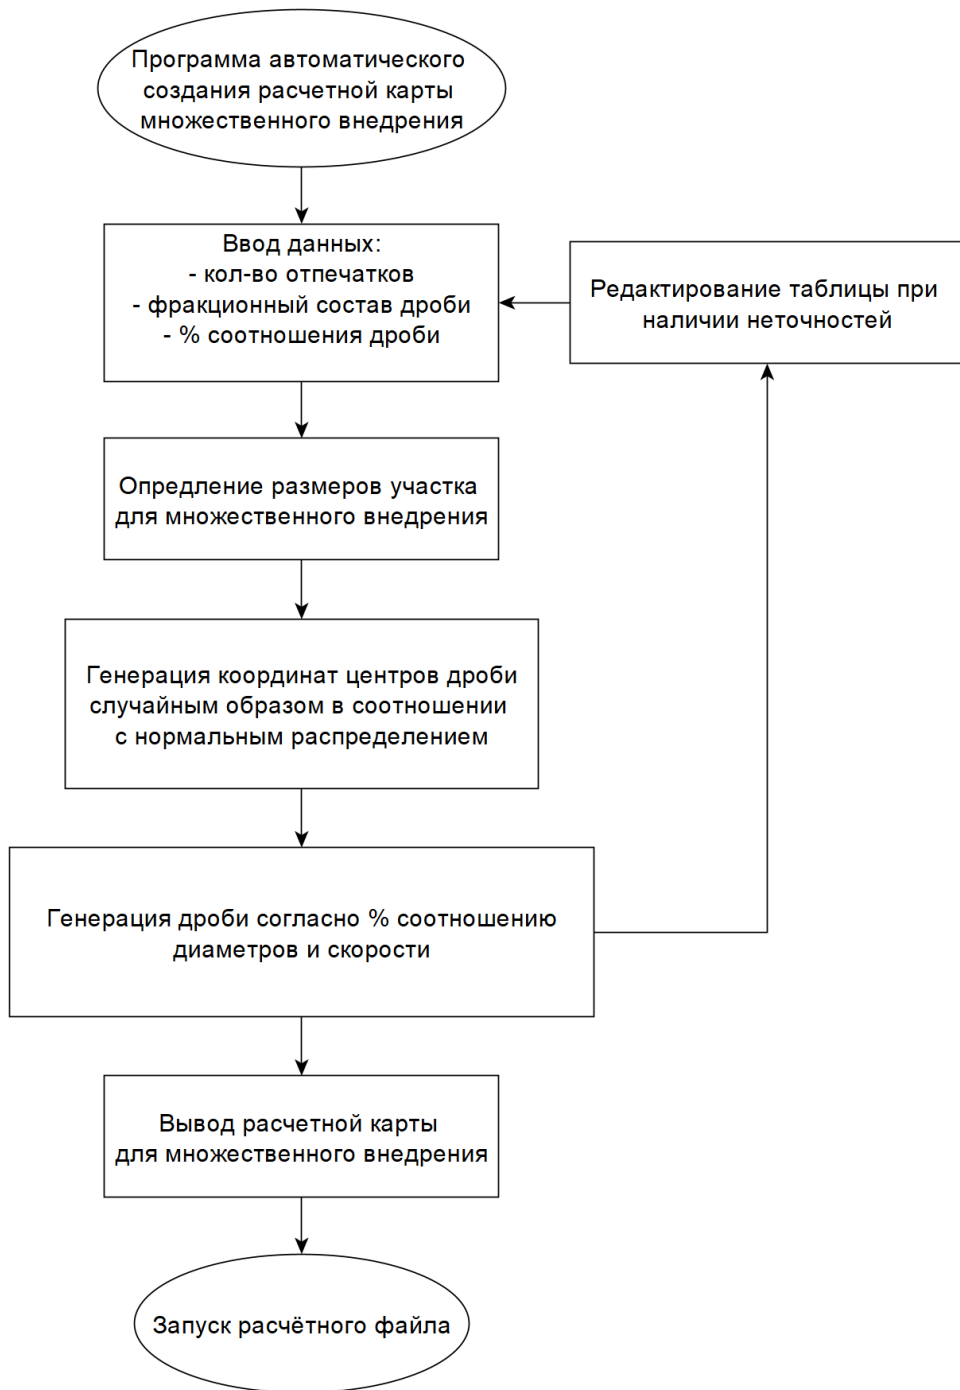 Программа автоматического
создания расчетной карты
множественного внедрения
Ввод данных:
- кол-во отпечатков
- фракционный состав дроби
- % соотношения дроби
Редактирование таблицы при
наличии неточностей
Опредление размеров участка
для множественного внедрения
Генерация координат центров дроби
случайным образом в соотношении
с нормальным распределением
Генерация дроби согласно % соотношению
диаметров и скорости
Вывод расчетной карты
для множественного внедрения
Запуск расчётного файла